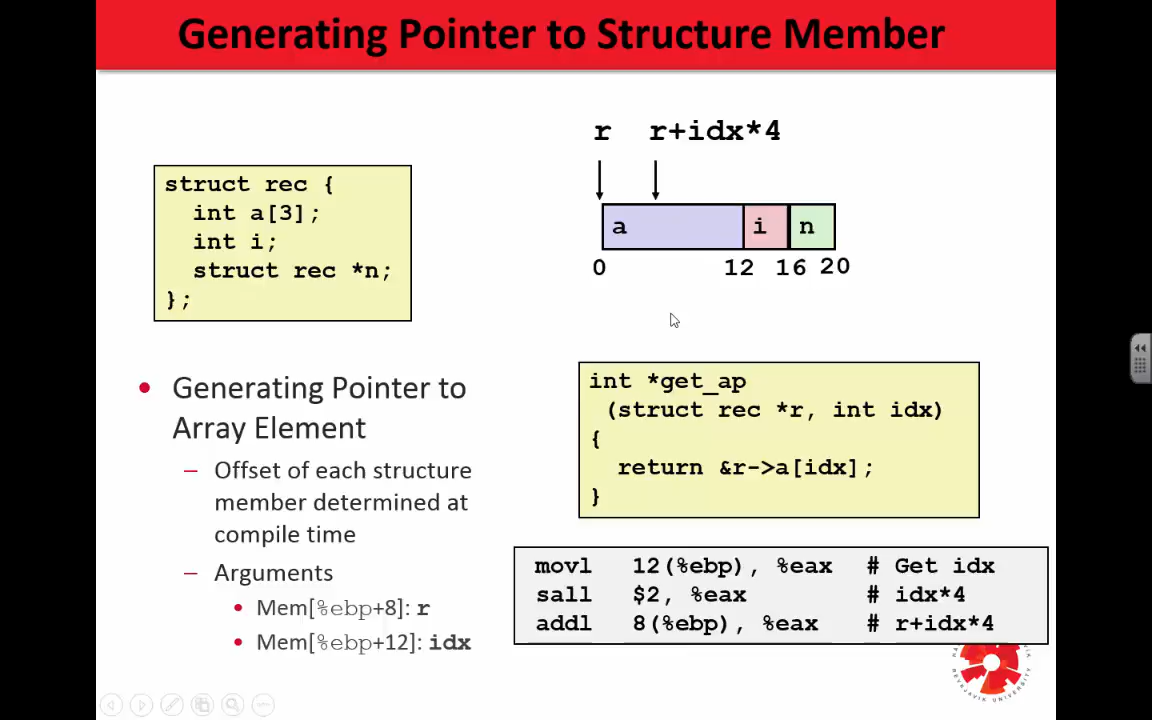 Generating Pointer to Structure Member
r r+idx*4
struct rec {
int a[3];
int i;
struct rec *n;
};
a i n
0 12 16 20
• Generating Pointer to
Array Element
– Offset of each structure
member determined at
compile time
– Arguments
• Mem[%ebp+8]: r
• Mem[%ebp+12]: idx
int *get_ap
(struct rec *r, int idx)
{
return &r->a[idx];
}
movl 12(%ebp), %eax # Get idx
sall $2, %eax # idx*4
addl 8(%ebp), %eax # r+idx*4
REYKJAVIK UNIVERSITY